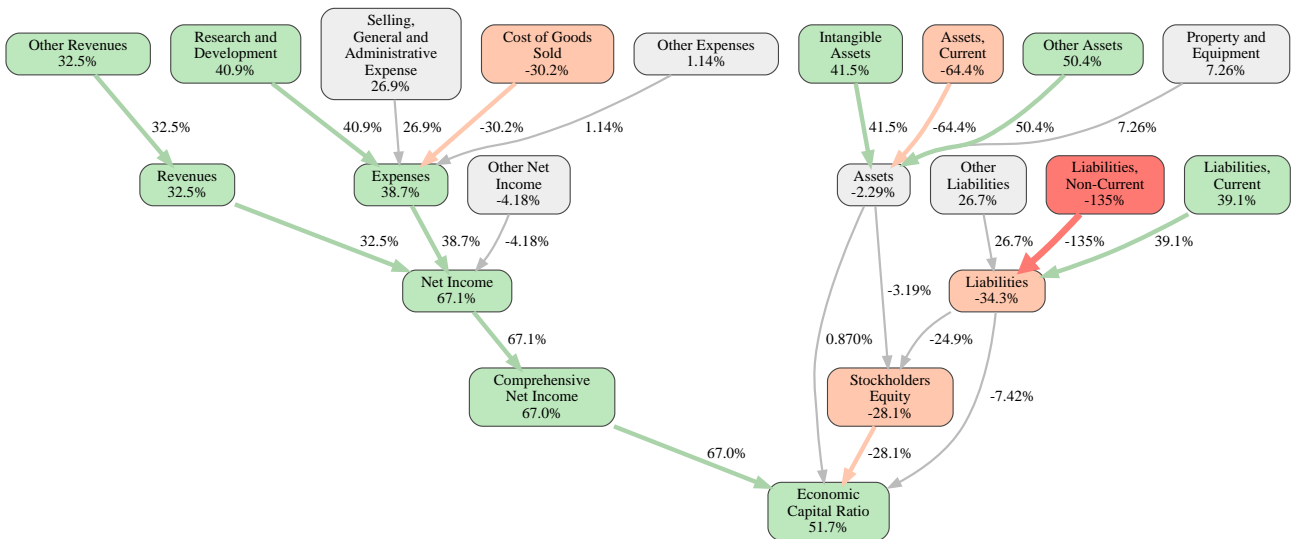 Other Revenues
32.5%
Research and
Development
40.9%
Selling,
General and
Administrative
Expense
26.9%
Cost of Goods
Sold
-30.2%
Other Expenses
1.14%
Intangible
Assets
41.5%
Assets,
Current
-64.4%
Other Assets
50.4%
Property and
Equipment
7.26%
32.5%
40.9%
26.9%
-30.2%
1.14%
41.5%
-64.4%
50.4%
7.26%
Revenues
32.5%
Expenses
38.7%
Other Net
Income
-4.18%
Assets
-2.29%
Other
Liabilities
26.7%
Liabilities,
Non-Current
-135%
Liabilities,
Current
39.1%
32.5%
38.7%
-4.18%
26.7%
-135%
39.1%
Net Income
67.1%
Liabilities
-34.3%
-3.19%
67.1%
0.870%
-24.9%
Comprehensive
Net Income
67.0%
Stockholders
Equity
-28.1%
-7.42%
67.0%
-28.1%
Economic
Capital Ratio
51.7%